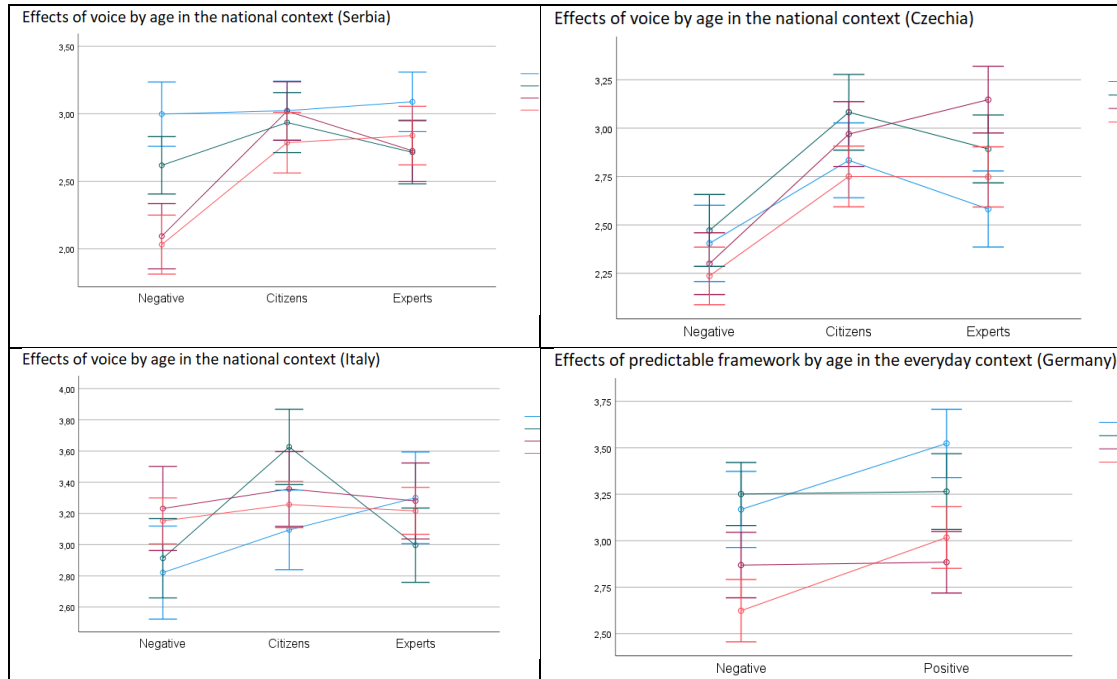 Effects of voice by age in the national context (Serbia)
3,50
3,00
2,50
2,00
Negative
Citizens
Experts
Effects of voice by age in the national context (Czechia)
3,25
3,00
2,75
2,50
2,25
Negative
Citizens
Experts
Effects of voice by age in the national context (Italy)
4,00
3,80
3,60
3,40
3,20
3,00
2,80
2,60
Negative
Citizens
Experts
Effects of predictable framework by age in the everyday context (Germany)
3,75
3,50
3,25
3,00
2,75
2,50
Negative
Positive